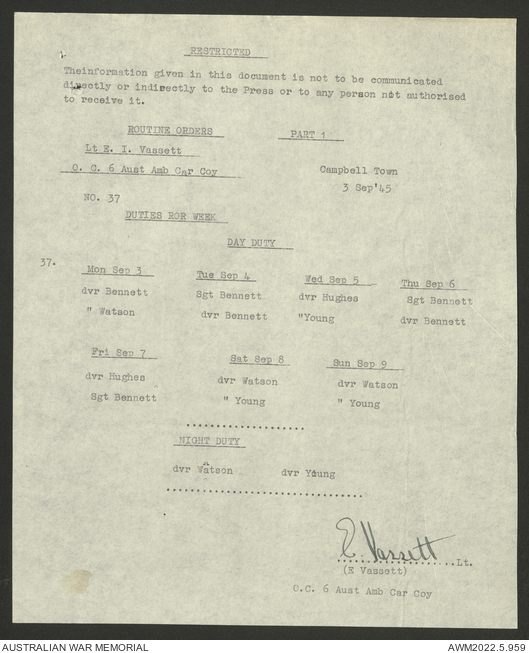 RESTRICTED
Theinformation given in this document is not to be communicated
directly or indirectly to the Press or to any person not authorised
to receive it.
ROUTINE ORDERS PART 1
Lt E. I. Vassett
O. C. 6 Aust Amb Car Coy Campbell Town
3 Sep'45
NO. 37
DUTIES ROR WEEK
DAY DUTY
37.
Mon Sep 3 Tue Sep 4 Wed Sep 5 Thu Sep 6
dvr Bennett Sgt Bennett dvr Hughes Sgt Bennett
" Watson dvr Bennett "Young dvr Bennett
Fri Sep 7 Sat Sep 8 Sun Sep 9
dvr Hughes dvr Watson dvr Watson
Sgt Bennett " Young " Young
....................
NIGHT DUTY
dvr Watson dvr Young
.................................
E. Vassett
....................Lt.
(E Vassett)
O.C. 6 Aust Amb Car Coy
AUSTRALIAN WAR MEMORIAL AWM2022.5.959